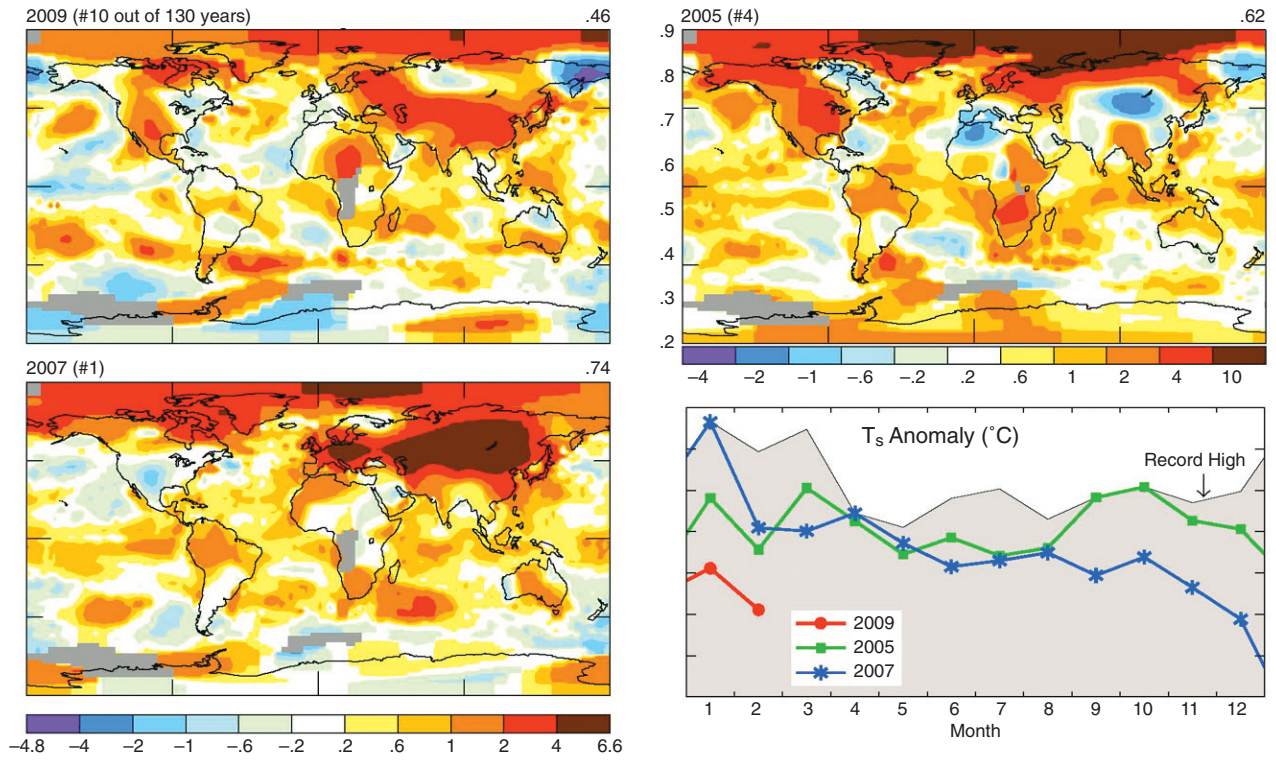 2009 (#10 out of 130 years) .46
2005 (#4) .62
.9
.8
.7
.6
.5
.4
.3
.2
−4 −2 −1 −.6 −.2 .2 .6 1 2 4 10
2007 (#1) .74
−4.8 −4 −2 −1 −.6 −.2 .2 .6 1 2 4 6.6
Ts Anomaly (˚C)
Record High
2009
2005
2007
1 2 3 4 5 6 7 8 9 10 11 12
Month